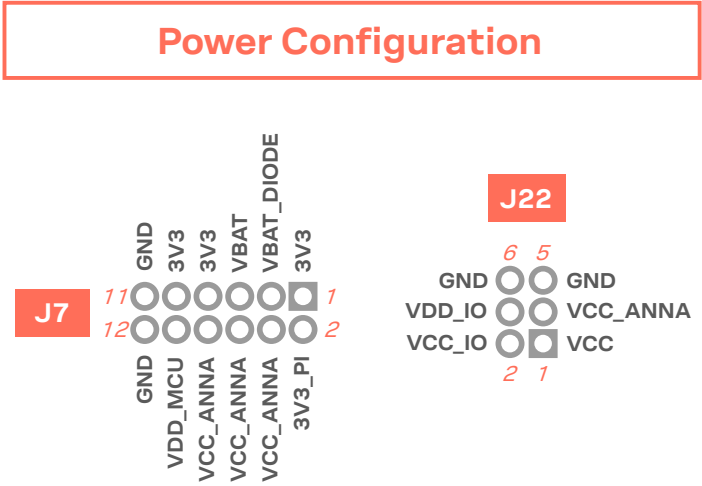 Power Configuration
J7
GND
3V3
3V3
VBAT
VBAT_DIODE
3V3
11
1
12
2
GND
VDD_MCU
VCC_ANNA
VCC_ANNA
VCC_ANNA
3V3_PI
J22
6 5
GND GND
VDD_IO VCC_ANNA
VCC_IO VCC
2 1